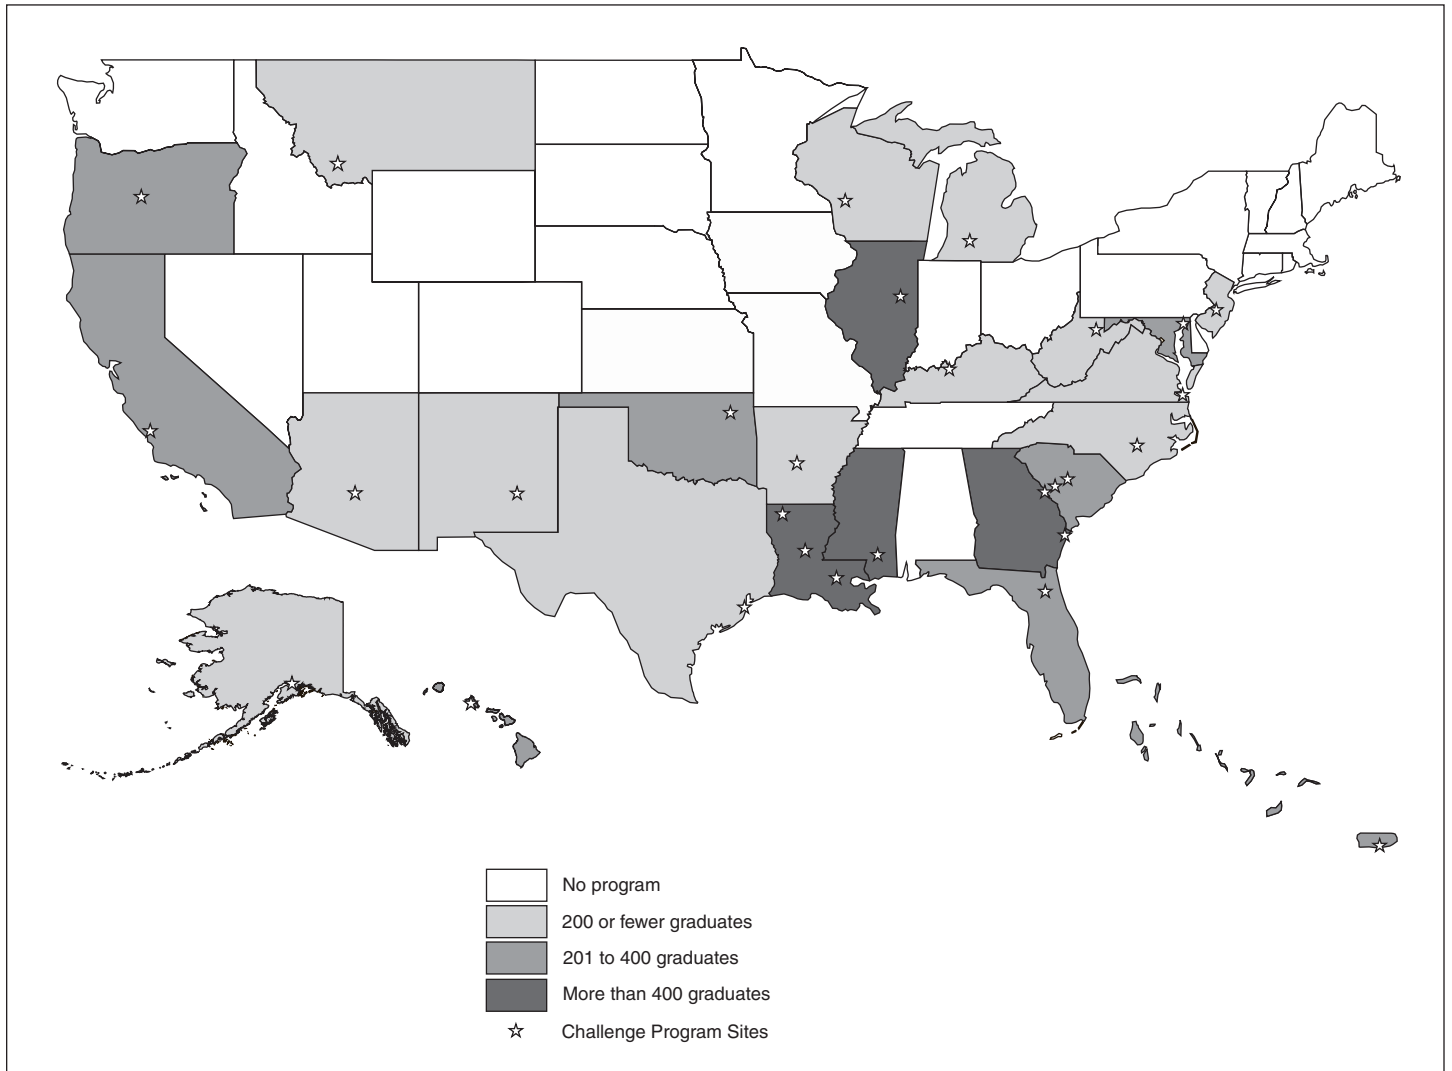 No program
200 or fewer graduates
201 to 400 graduates
More than 400 graduates
Challenge Program Sites